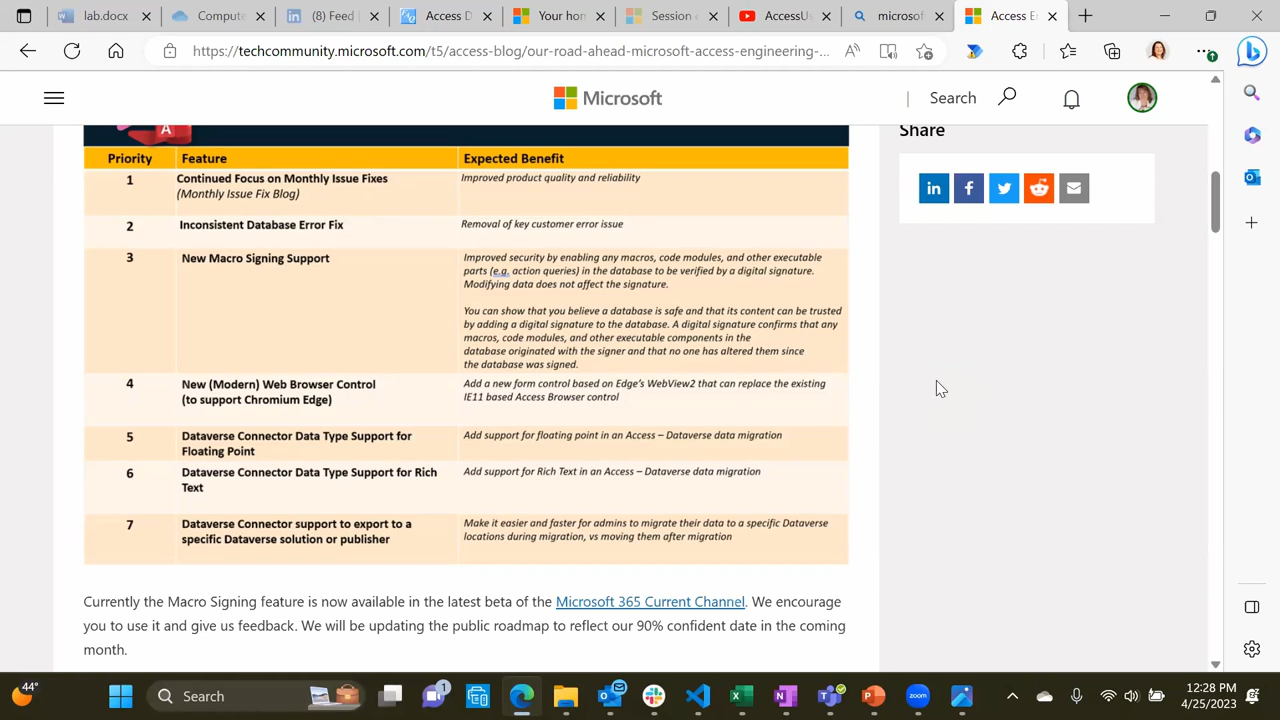 lab.dox
Compute
(8) Feed |
Access D
Your hom
Session c
AccessUs
microsof
Access En
https://techcommunity.microsoft.com/t5/access-blog/our-road-ahead-microsoft-access-engineering-...
Microsoft
Search
Share
A
Priority Feature Expected Benefit
1 Continued Focus on Monthly Issue Fixes Improved product quality and reliability
(Monthly Issue Fix Blog)
2 Inconsistent Database Error Fix Removal of key customer error issue
3 New Macro Signing Support Improved security by enabling any macros, code modules, and other executable
parts (e.g. action queries) in the database to be verified by a digital signature.
Modifying data does not affect the signature.
You can show that you believe a database is safe and that its content can be trusted
by adding a digital signature to the database. A digital signature confirms that any
macros, code modules, and other executable components in the
database originated with the signer and that no one has altered them since
the database was signed.
4 New (Modern) Web Browser Control Add a new form control based on Edge's WebView2 that can replace the existing
(to support Chromium Edge) IE11 based Access Browser control
5 Dataverse Connector Data Type Support for Add support for floating point in an Access – Dataverse data migration
Floating Point
6 Dataverse Connector Data Type Support for Rich Add support for Rich Text in an Access – Dataverse data migration
Text
7 Dataverse Connector support to export to a Make it easier and faster for admins to migrate their data to a specific Dataverse
specific Dataverse solution or publisher locations during migration, vs moving them after migration
Currently the Macro Signing feature is now available in the latest beta of the Microsoft 365 Current Channel. We encourage
you to use it and give us feedback. We will be updating the public roadmap to reflect our 90% confident date in the coming
month.
44°
Search
1
zoom
12:28 PM
4/25/2023